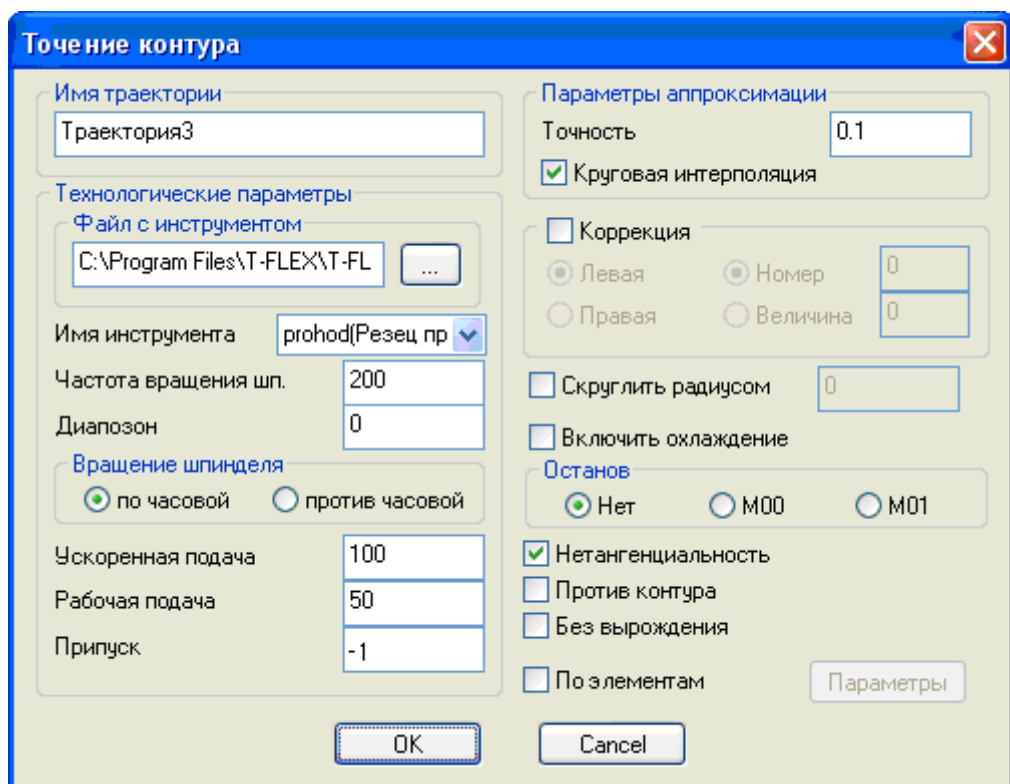 Точение контура
Имя траектории
Траектория3
Технологические параметры
Файл с инструментом
C:\Program Files\T-FLEX\T-FL
...
Имя инструмента prohod(Резец пр
Частота вращения шп. 200
Диапозон 0
Вращение шпинделя
по часовой против часовой
Ускоренная подача 100
Рабочая подача 50
Припуск -1
Параметры аппроксимации
Точность 0.1
Круговая интерполяция
Коррекция
Левая Номер 0
Правая Величина 0
Скруглить радиусом 0
Включить охлаждение
Останов
Нет М00 М01
Нетангенциальность
Против контура
Без вырождения
По элементам Параметры
OK Cancel